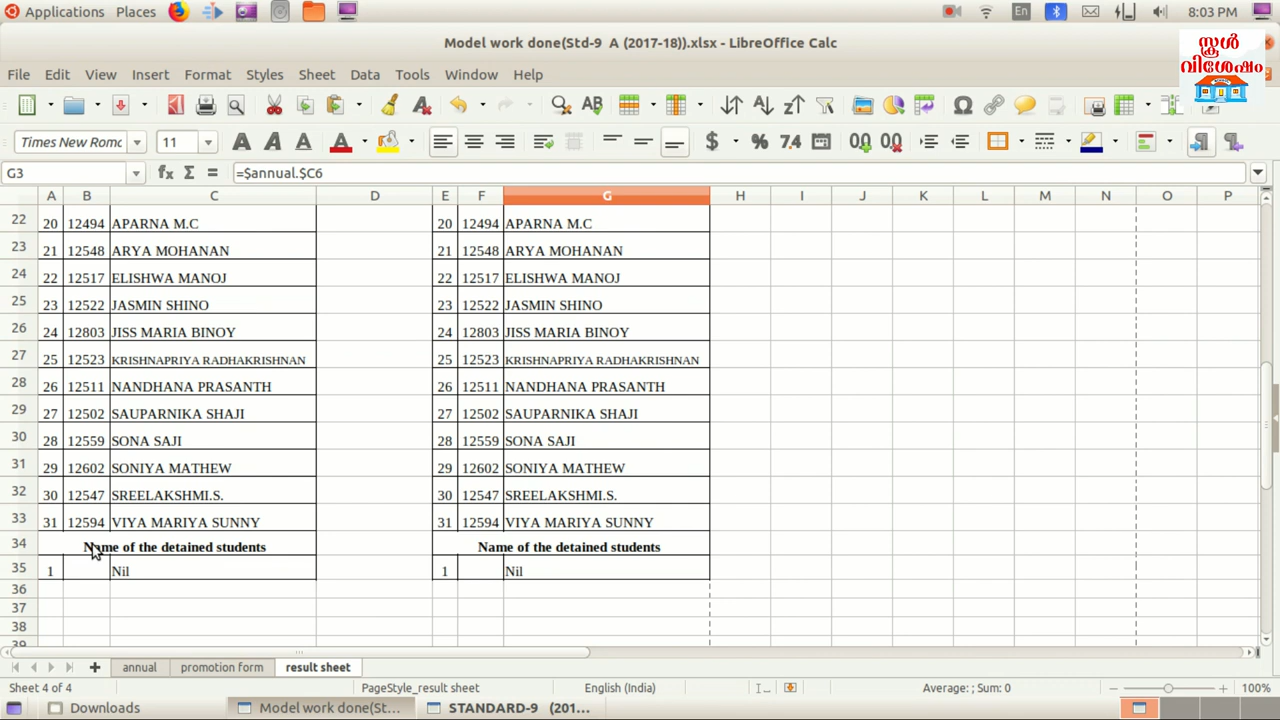 Applications Places En 8:03 PM
Model work done(Std-9 A (2017-18)).xlsx - LibreOffice Calc
സ്കൂൾ
വിശേഷം
File Edit View Insert Format Styles Sheet Data Tools Window Help
Times New Romc 11
G3 =$annual.$C6
A B C D E F G H I J K L M N O P
22 20 12494 APARNA M.C 20 12494 APARNA M.C
23 21 12548 ARYA MOHANAN 21 12548 ARYA MOHANAN
24 22 12517 ELISHWA MANOJ 22 12517 ELISHWA MANOJ
25 23 12522 JASMIN SHINO 23 12522 JASMIN SHINO
26 24 12803 JISS MARIA BINOY 24 12803 JISS MARIA BINOY
27 25 12523 KRISHNAPRIYA RADHAKRISHNAN 25 12523 KRISHNAPRIYA RADHAKRISHNAN
28 26 12511 NANDHANA PRASANTH 26 12511 NANDHANA PRASANTH
29 27 12502 SAUPARNIKA SHAJI 27 12502 SAUPARNIKA SHAJI
30 28 12559 SONA SAJI 28 12559 SONA SAJI
31 29 12602 SONIYA MATHEW 29 12602 SONIYA MATHEW
32 30 12547 SREELAKSHMI.S. 30 12547 SREELAKSHMI.S.
33 31 12594 VIYA MARIYA SUNNY 31 12594 VIYA MARIYA SUNNY
34 Name of the detained students Name of the detained students
35 1 Nil 1 Nil
36
37
38
39
annual promotion form result sheet
Sheet 4 of 4 PageStyle_result sheet English (India) Average: ; Sum: 0 100%
Downloads Model work done(St... STANDARD-9 (201...